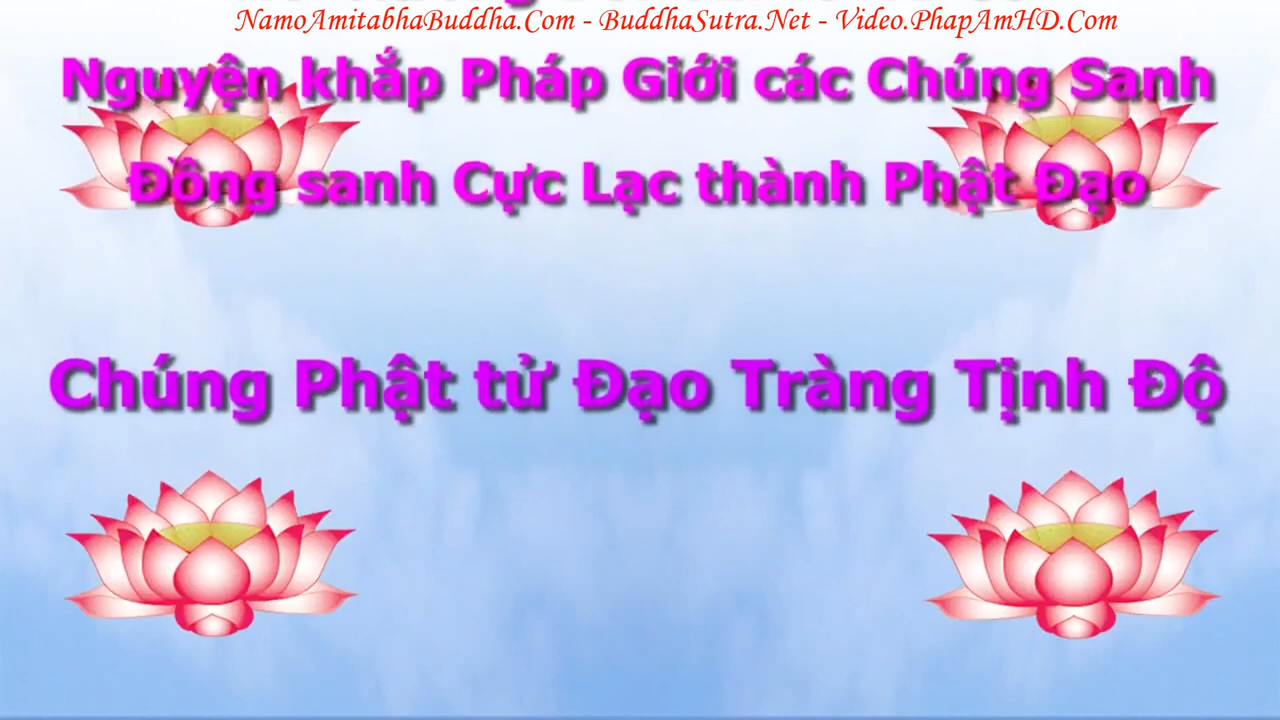 NamoAmitabhaBuddha.Com - BuddhaSutra.Net - Video.PhapAmHD.Com
Nguyện khắp Pháp Giới các Chúng Sanh
Đồng sanh Cực Lạc thành Phật Đạo
Chúng Phật tử Đạo Tràng Tịnh Độ